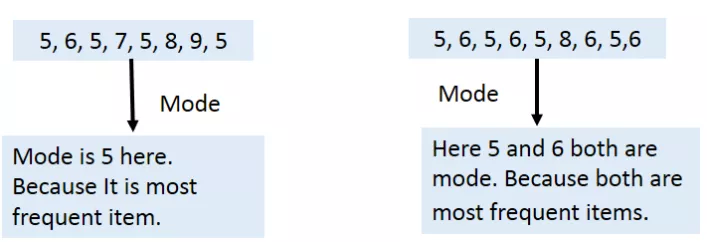 5, 6, 5, 7, 5, 8, 9, 5
Mode
Mode is 5 here.
Because It is most
frequent item.
5, 6, 5, 6, 5, 8, 6, 5,6
Mode
Here 5 and 6 both are
mode. Because both are
most frequent items.